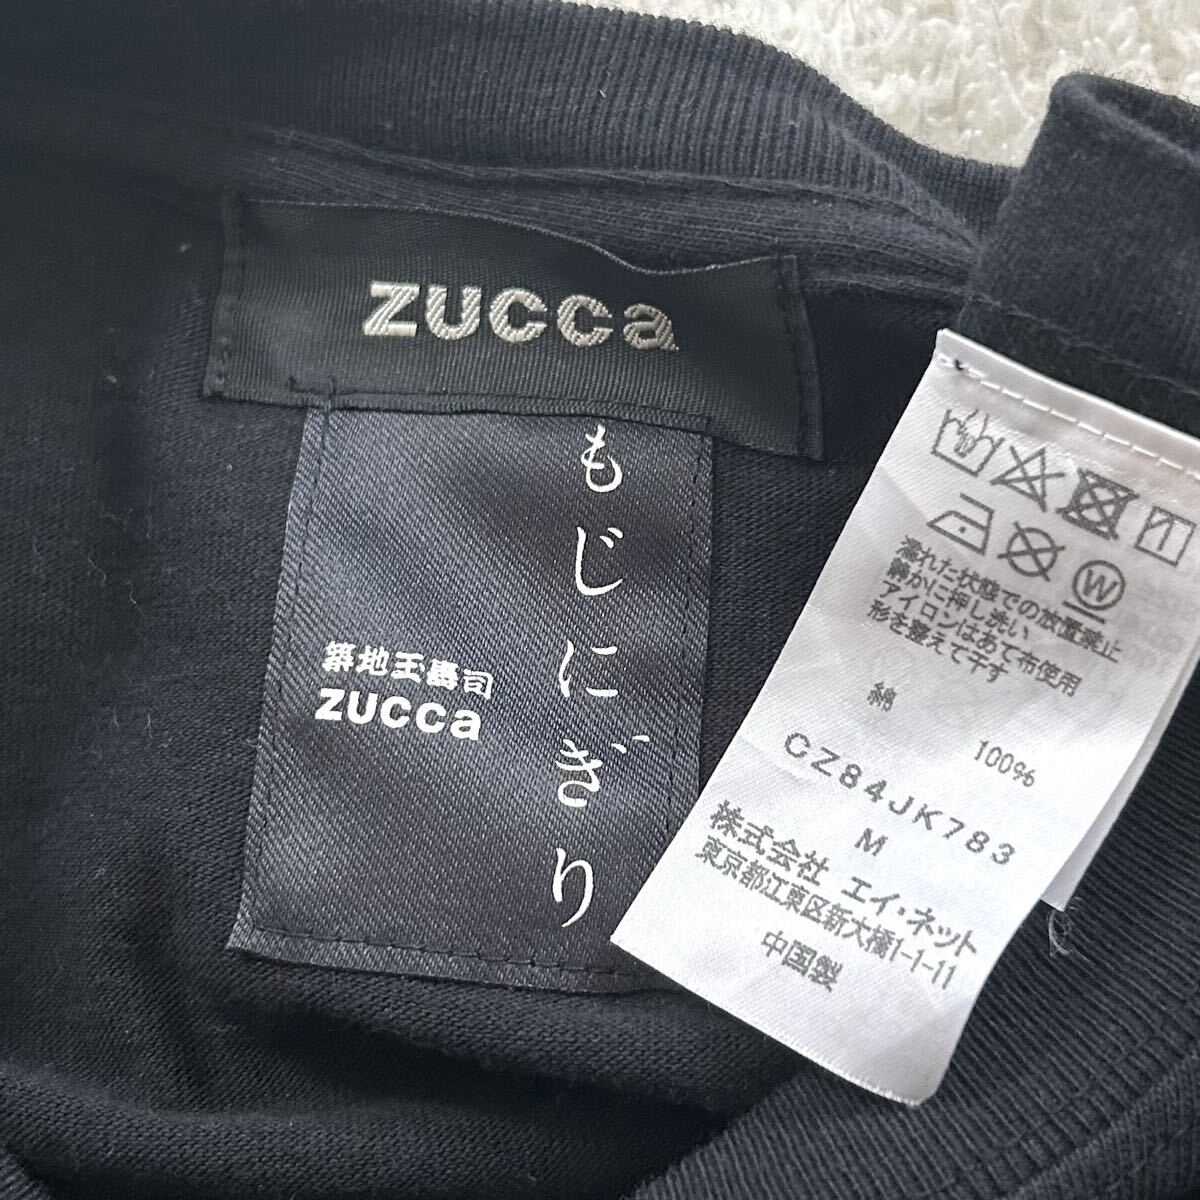 ZUCCa
もじにぎり
築地玉寿司
ZUCCa
W
濡れた状態での放置禁止
静かに押し洗い
アイロンはあて布使用
形を整えて干す
綿 100%
CZ84JK783
M
株式会社 エイ・ネット
東京都江東区新大橋1-1-11
中国製